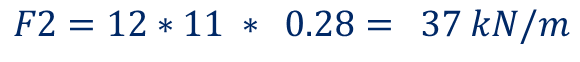 F2 = 12 * 11 * 0.28 = 37 kN/m